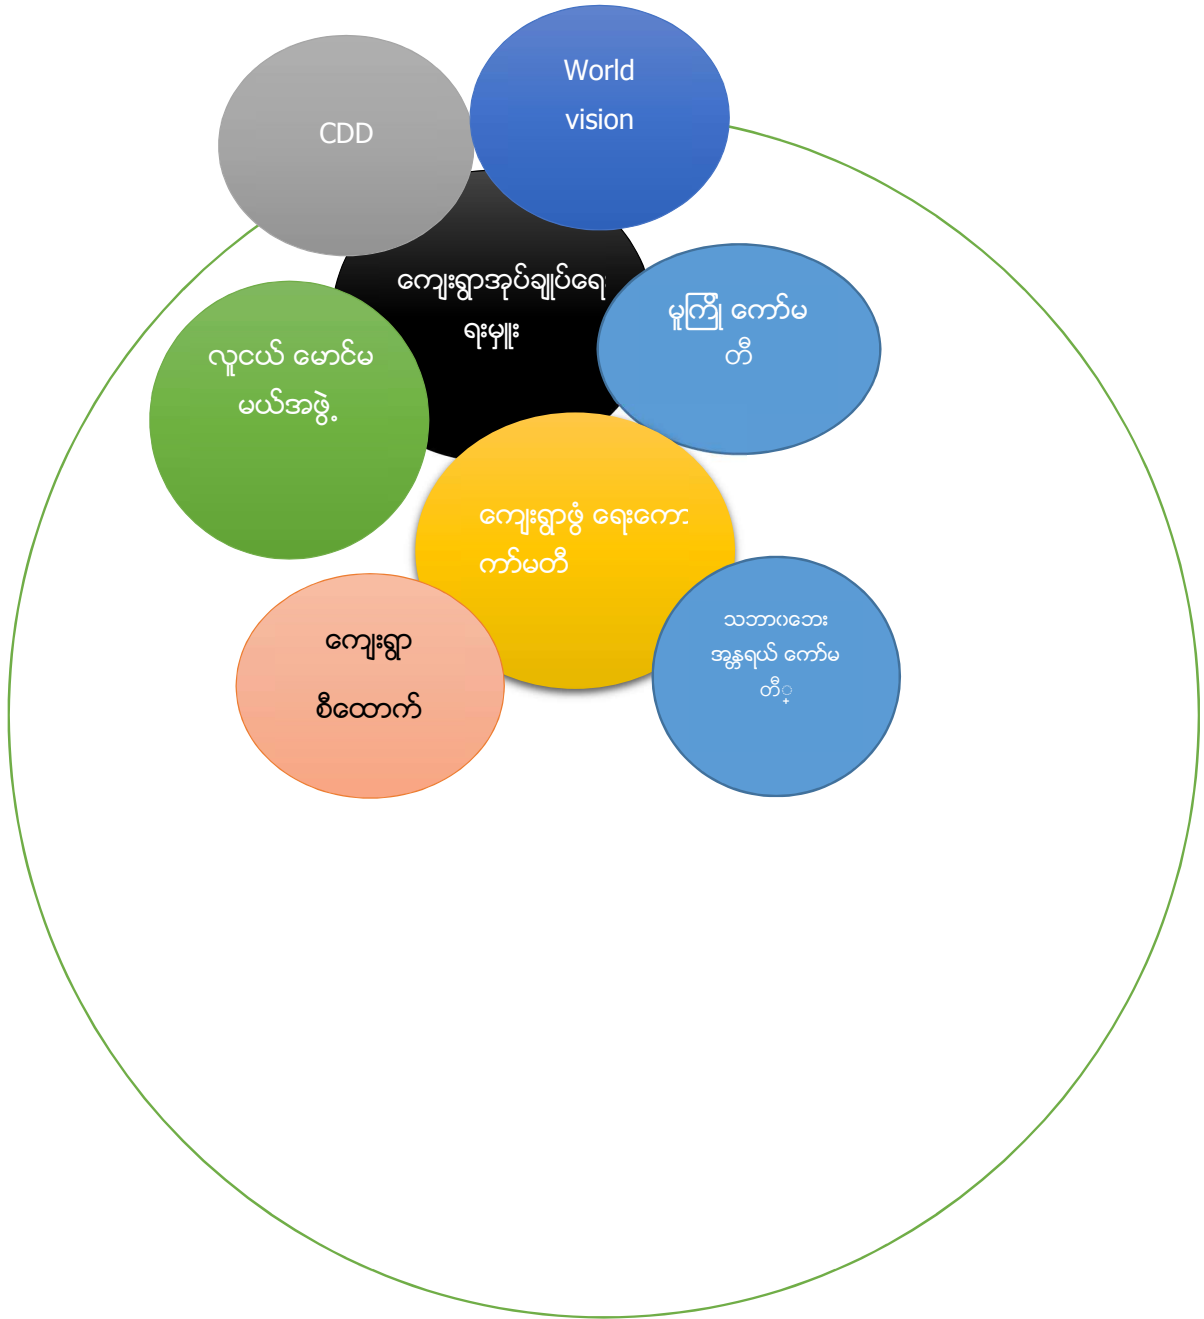 World
vision
CDD
ကျေးရွာအုပ်ချုပ်ရေး
ရးမှူး
မူကြို ကော်မ
တီ
လူငယ် မောင်မ
မယ်အဖွဲ့
ကျေးရွာဖွံ့ ရေးကော
ကာ်မတီ
သဘာဝဘေး
အန္တရယ် ကော်မ
တီ့်
ကျေးရွာ
စီထောက်